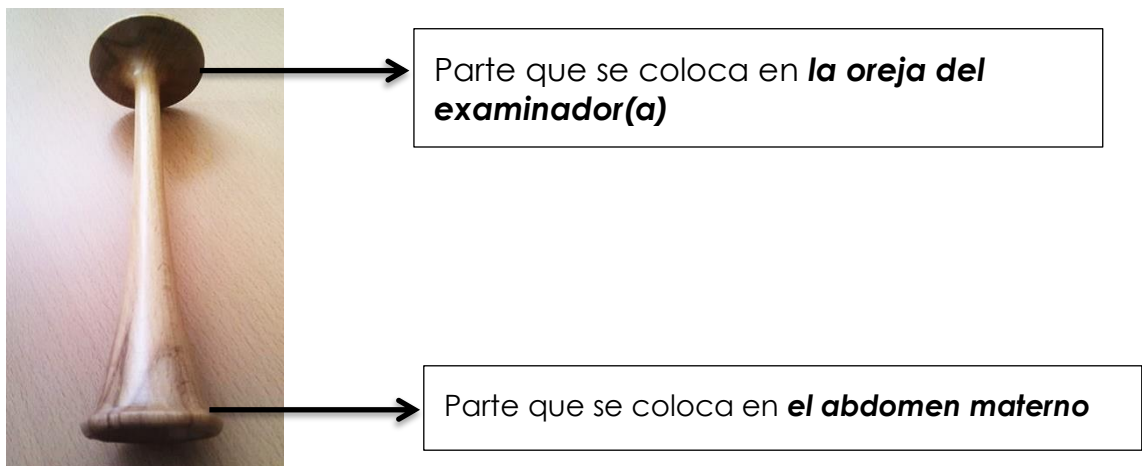 Parte que se coloca en la oreja del
examinador(a)
Parte que se coloca en el abdomen materno